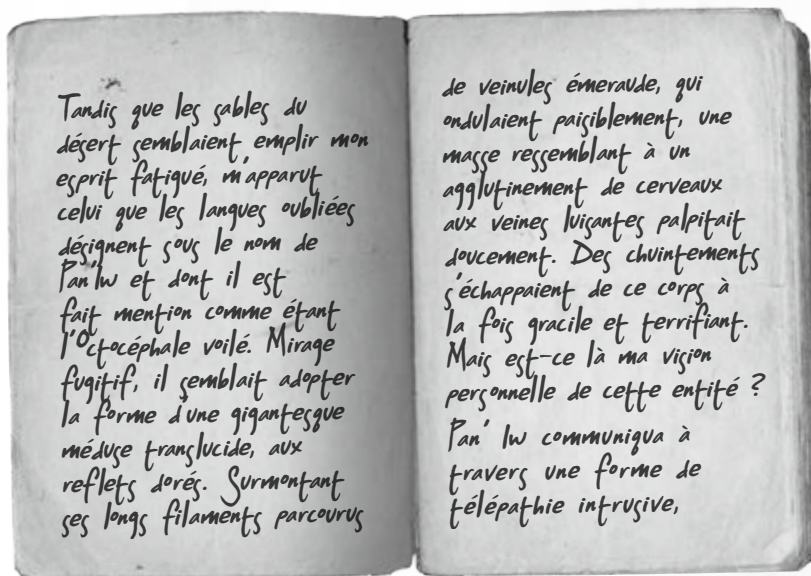 Tandis que les sables du
désert semblaient emplir mon
esprit fatigué, m'apparut
celui que les langues oubliées
désignent sous le nom de
Pan'lw et dont il est
fait mention comme étant
l'Octocéphale voilé. Mirage
fugitif, il semblait adopter
la forme d'une gigantesque
méduse translucide, aux
reflets dorés. Surmontant
ses longs filaments parcourus
de veinules émeraude, qui
ondulaient paisiblement, une
masse ressemblant à un
agglutinement de cerveaux
aux veines luisantes palpitait
doucement. Des chuintements
s'échappaient de ce corps à
la fois gracile et terrifiant.
Mais est-ce là ma vision
personnelle de cette entité ?
Pan' lw communiqua à
travers une forme de
télépathie intrusive,